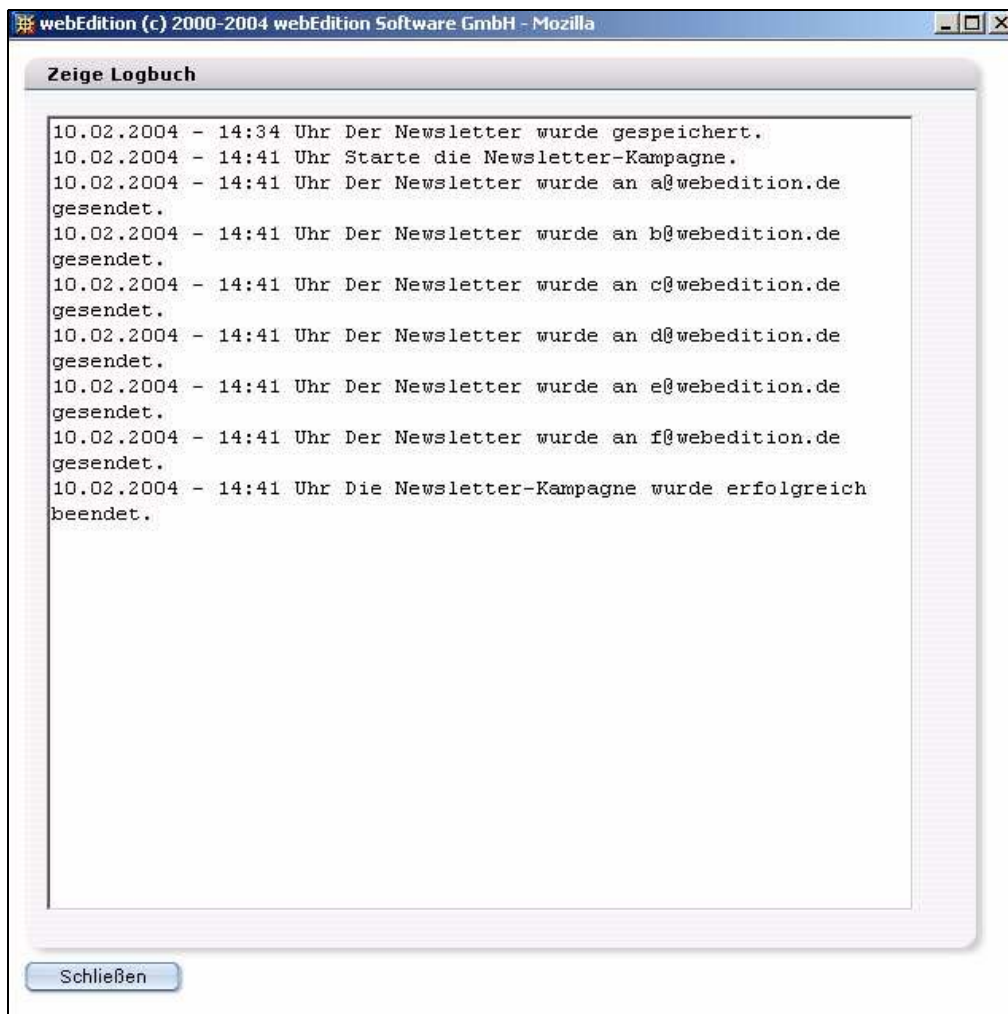 webEdition (c) 2000-2004 webEdition Software GmbH - Mozilla
Zeige Logbuch
10.02.2004 - 14:34 Uhr Der Newsletter wurde gespeichert.
10.02.2004 - 14:41 Uhr Starte die Newsletter-Kampagne.
10.02.2004 - 14:41 Uhr Der Newsletter wurde an a@webedition.de
gesendet.
10.02.2004 - 14:41 Uhr Der Newsletter wurde an b@webedition.de
gesendet.
10.02.2004 - 14:41 Uhr Der Newsletter wurde an c@webedition.de
gesendet.
10.02.2004 - 14:41 Uhr Der Newsletter wurde an d@webedition.de
gesendet.
10.02.2004 - 14:41 Uhr Der Newsletter wurde an e@webedition.de
gesendet.
10.02.2004 - 14:41 Uhr Der Newsletter wurde an f@webedition.de
gesendet.
10.02.2004 - 14:41 Uhr Die Newsletter-Kampagne wurde erfolgreich
beendet.
Schließen